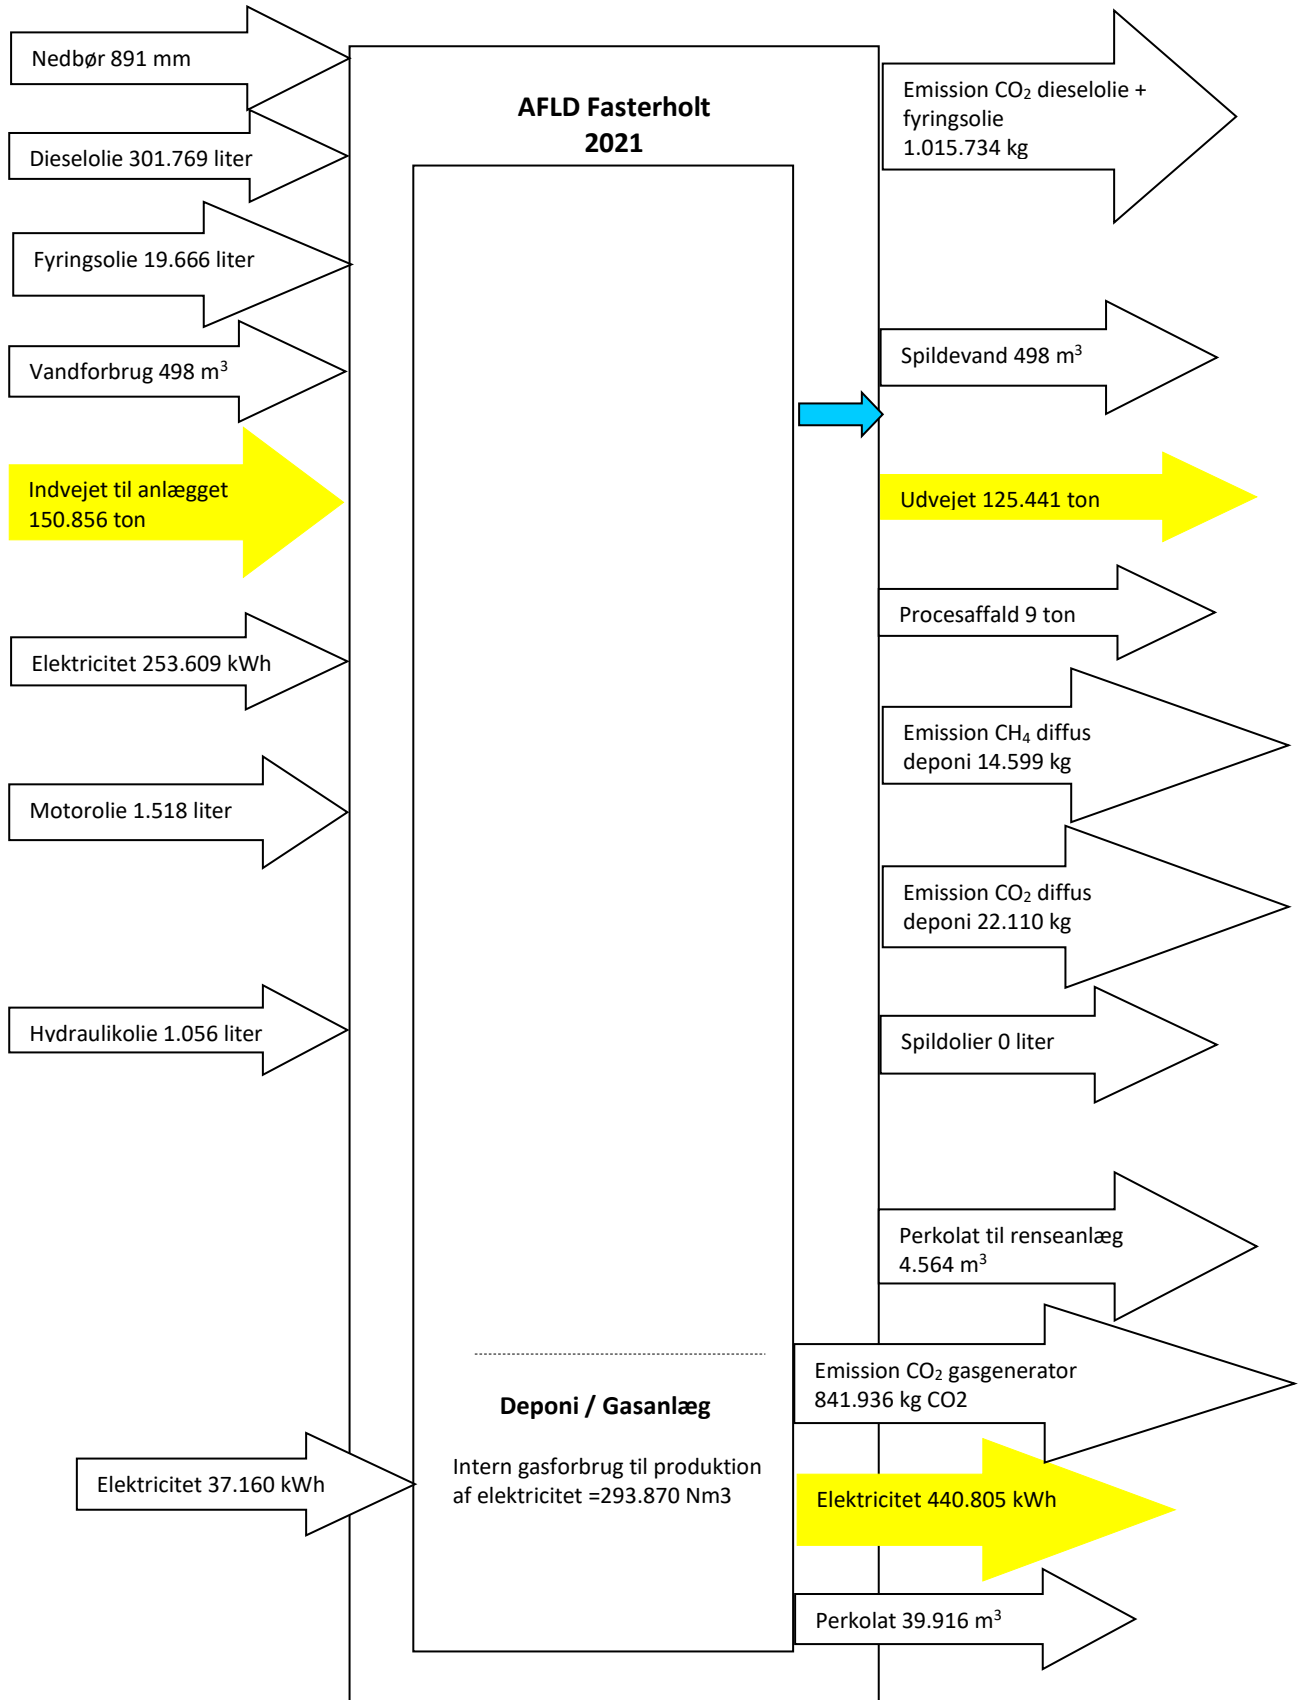 Nedbør 891 mm
Dieselolie 301.769 liter
Fyringsolie 19.666 liter
Vandforbrug 498 m³
Indvejet til anlægget
150.856 ton
Elektricitet 253.609 kWh
Motorolie 1.518 liter
Hydraulikolie 1.056 liter
Elektricitet 37.160 kWh
AFLD Fasterholt
2021
Deponi / Gasanlæg
Intern gasforbrug til produktion
af elektricitet =293.870 Nm3
Emission CO₂ dieselolie +
fyringsolie
1.015.734 kg
Spildevand 498 m³
Udvejet 125.441 ton
Procesaffald 9 ton
Emission CH₄ diffus
deponi 14.599 kg
Emission CO₂ diffus
deponi 22.110 kg
Spildolier 0 liter
Perkolat til renseanlæg
4.564 m³
Emission CO₂ gasgenerator
841.936 kg CO2
Elektricitet 440.805 kWh
Perkolat 39.916 m³